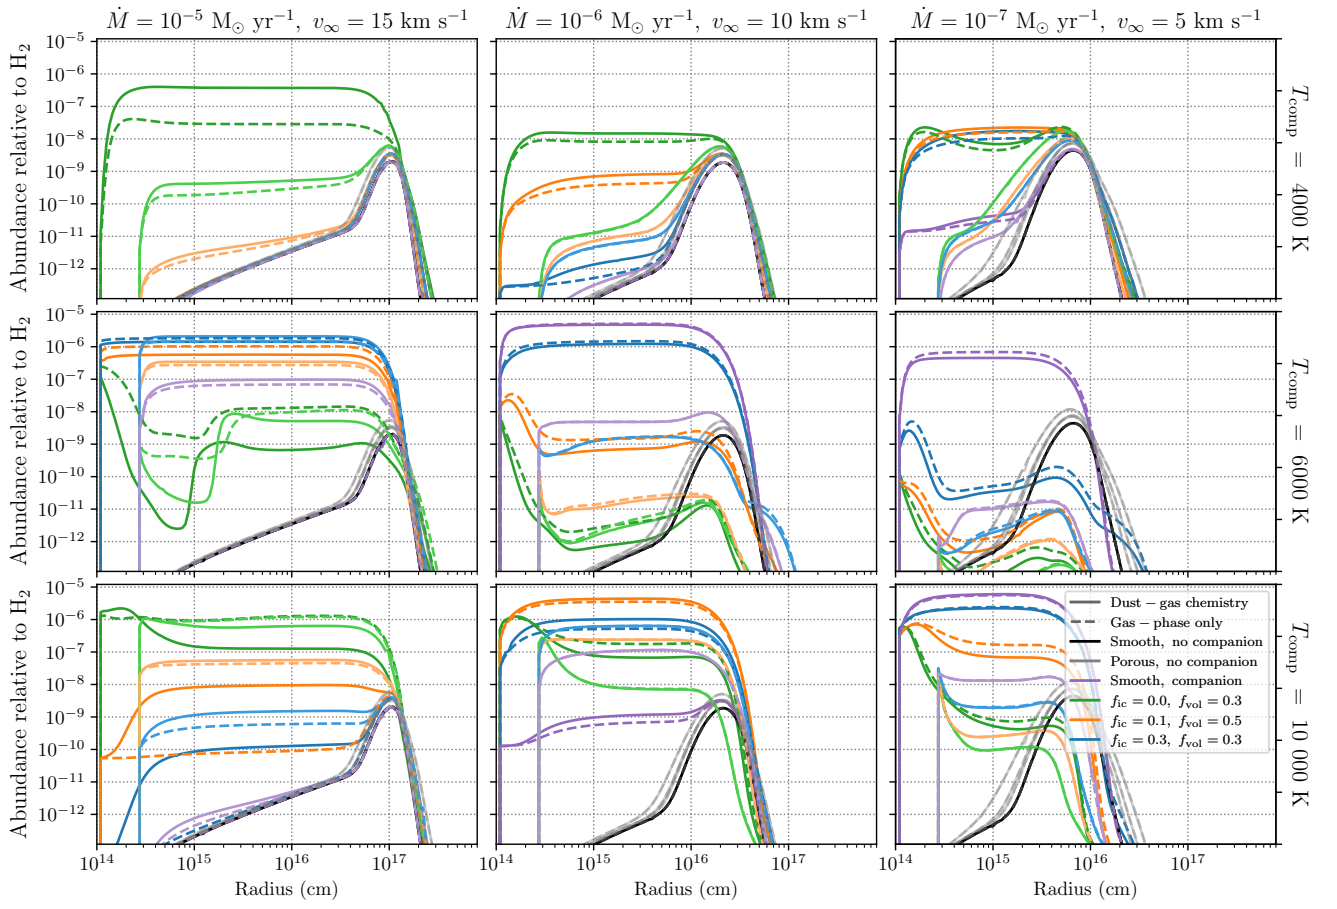 Ṁ = 10⁻⁵ M☉ yr⁻¹, v∞ = 15 km s⁻¹
Ṁ = 10⁻⁶ M☉ yr⁻¹, v∞ = 10 km s⁻¹
Ṁ = 10⁻⁷ M☉ yr⁻¹, v∞ = 5 km s⁻¹
Abundance relative to H₂
10⁻⁵
10⁻⁶
10⁻⁷
10⁻⁸
10⁻⁹
10⁻¹⁰
10⁻¹¹
10⁻¹²
T_comp = 4000 K
Abundance relative to H₂
10⁻⁵
10⁻⁶
10⁻⁷
10⁻⁸
10⁻⁹
10⁻¹⁰
10⁻¹¹
10⁻¹²
T_comp = 6000 K
Abundance relative to H₂
10⁻⁵
10⁻⁶
10⁻⁷
10⁻⁸
10⁻⁹
10⁻¹⁰
10⁻¹¹
10⁻¹²
T_comp = 10 000 K
Dust − gas chemistry
Gas − phase only
Smooth, no companion
Porous, no companion
Smooth, companion
f_ic = 0.0, f_vol = 0.3
f_ic = 0.1, f_vol = 0.5
f_ic = 0.3, f_vol = 0.3
10¹⁴ 10¹⁵ 10¹⁶ 10¹⁷
10¹⁵ 10¹⁶ 10¹⁷
10¹⁴ 10¹⁵ 10¹⁶ 10¹⁷
Radius (cm)
Radius (cm)
Radius (cm)